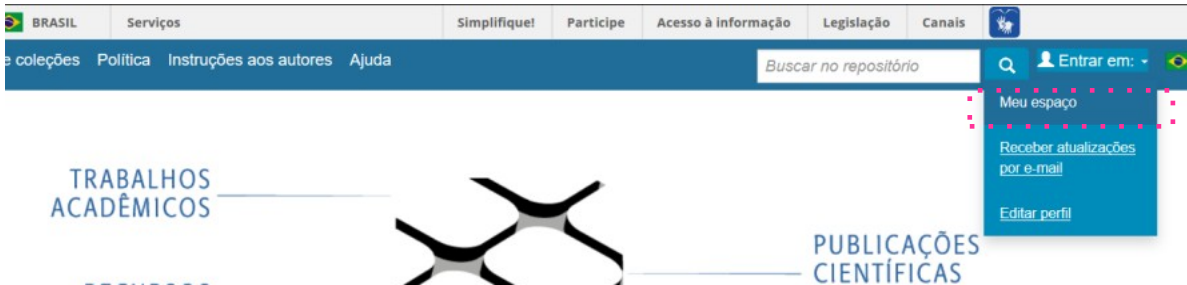 BRASIL Serviços Simplifique! Participe Acesso à informação Legislação Canais
e coleções Política Instruções aos autores Ajuda Buscar no repositório Entrar em:
Meu espaço
Receber atualizações
por e-mail
Editar perfil
TRABALHOS
ACADÊMICOS
PUBLICAÇÕES
CIENTÍFICAS